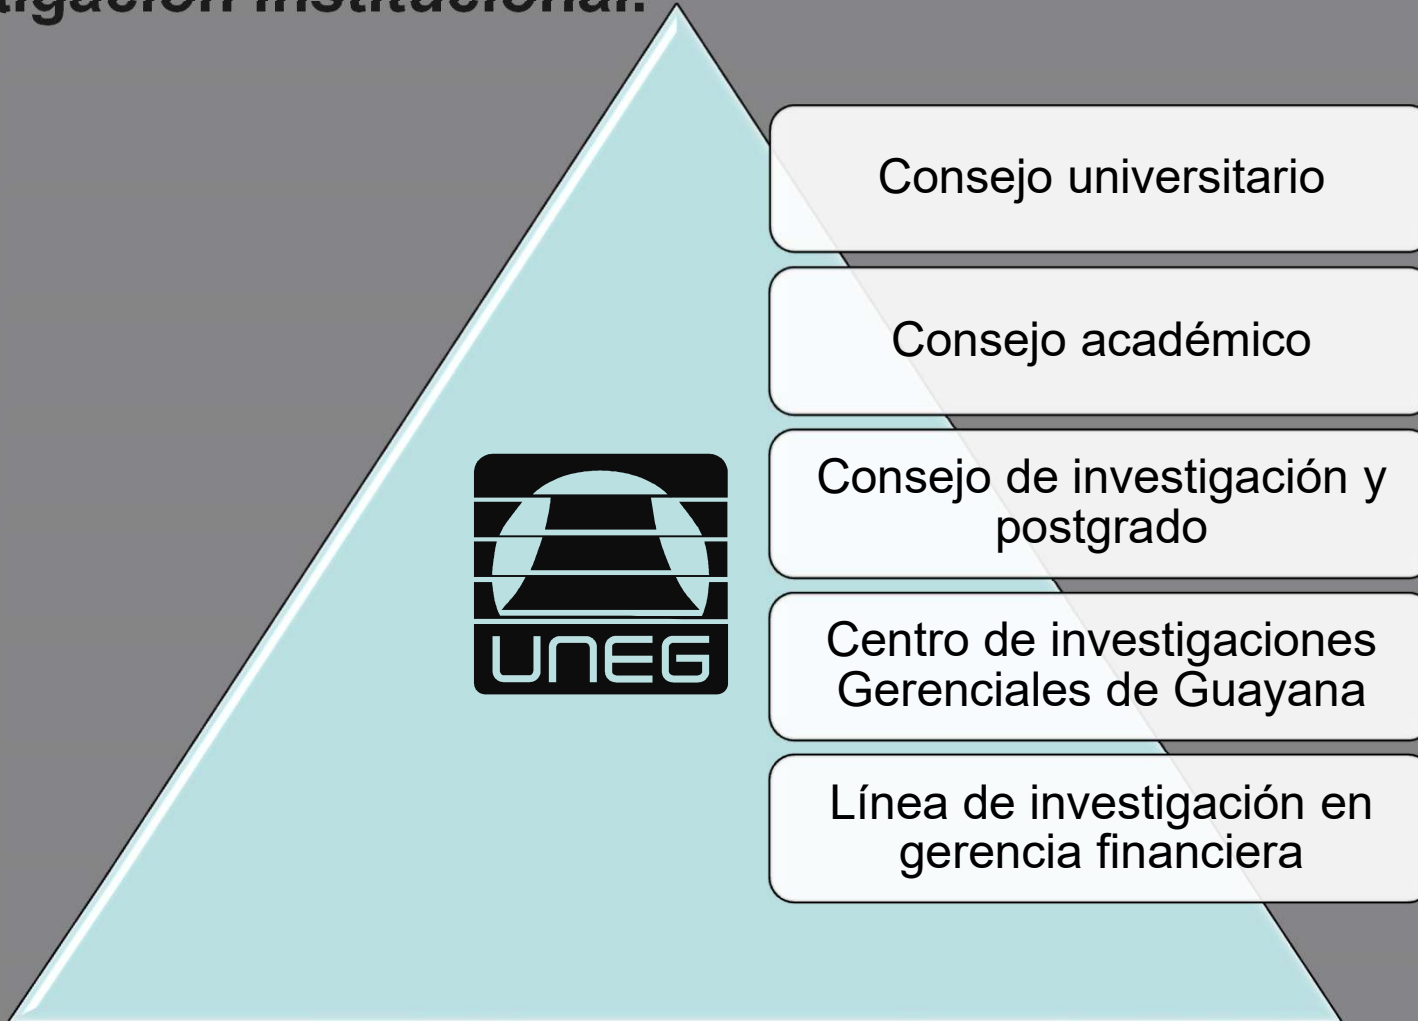 institucional.
Consejo universitario
Consejo académico
Consejo de investigación y
postgrado
Centro de investigaciones
Gerenciales de Guayana
Línea de investigación en
gerencia financiera
UNEG